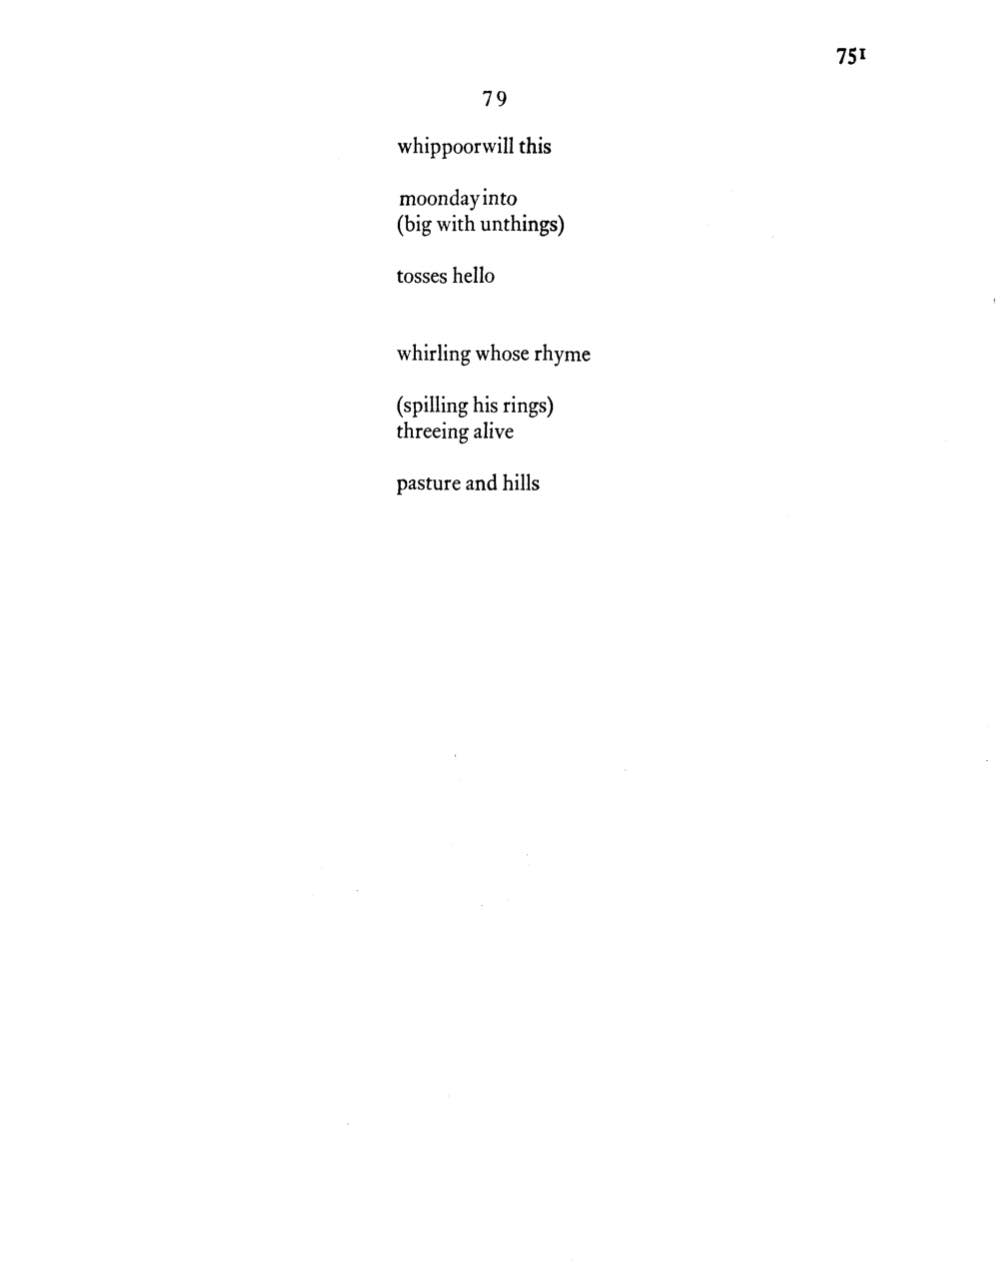 751
79
whippoorwill this
moonday into
(big with unthings)
tosses hello
whirling whose rhyme
(spilling his rings)
threeing alive
pasture and hills